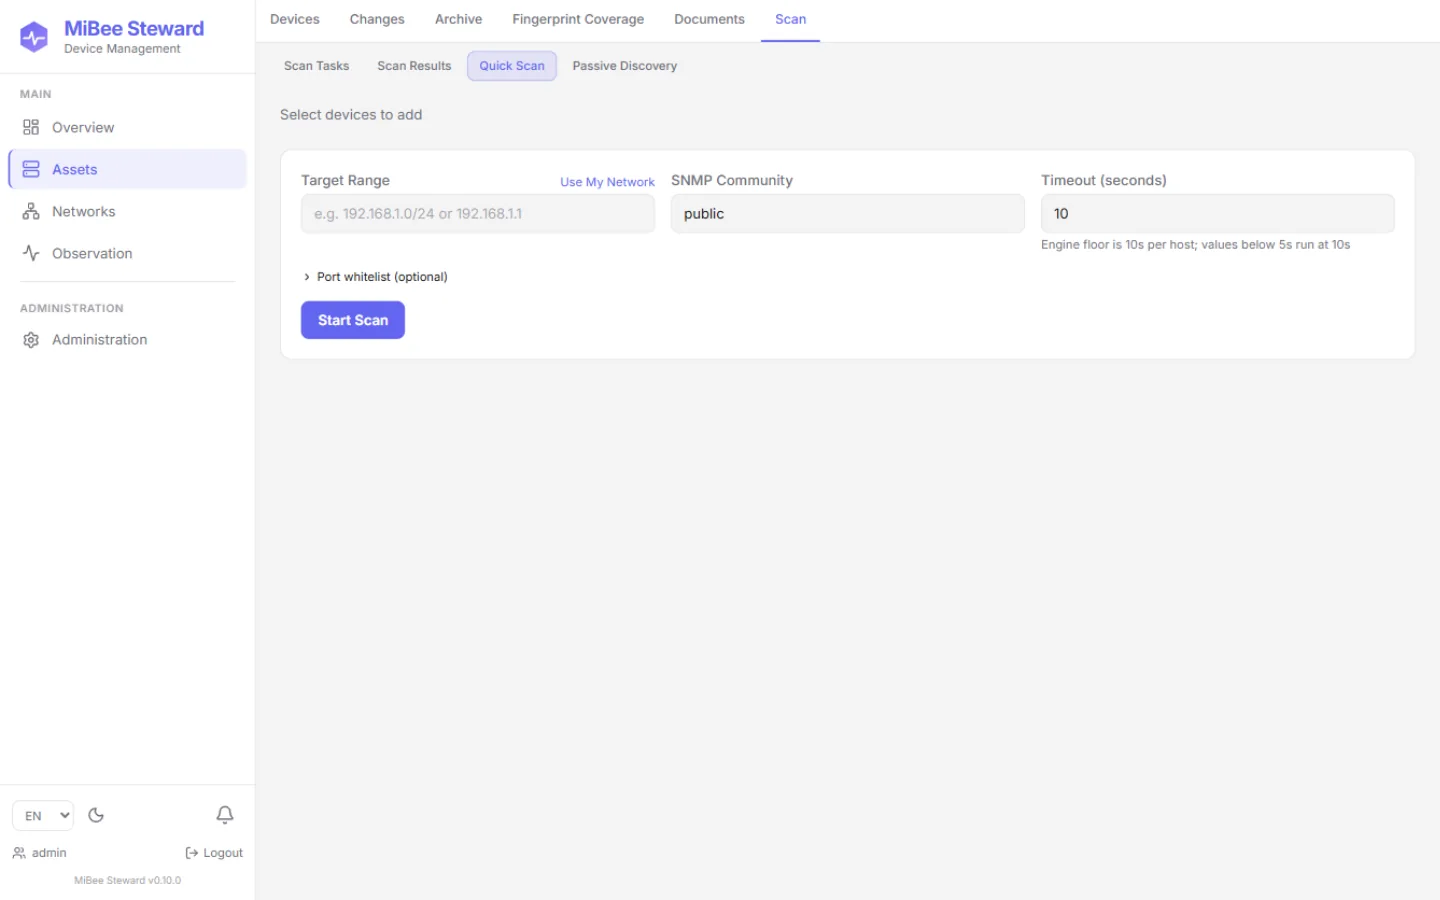 MiBee Steward
Device Management
MAIN
Overview
Assets
Networks
Observation
ADMINISTRATION
Administration
EN
admin
Logout
MiBee Steward v0.10.0
Devices
Changes
Archive
Fingerprint Coverage
Documents
Scan
Scan Tasks
Scan Results
Quick Scan
Passive Discovery
Select devices to add
Target Range
Use My Network
e.g. 192.168.1.0/24 or 192.168.1.1
SNMP Community
public
Timeout (seconds)
10
Engine floor is 10s per host; values below 5s run at 10s
Port whitelist (optional)
Start Scan